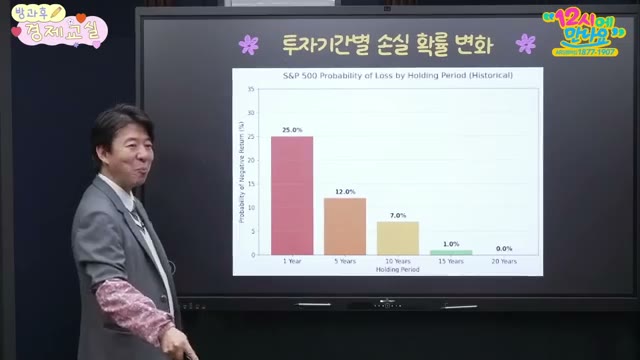 방과후
경제교실
"12시에
만나요"
1877-1907
투자기간별 손실 확률 변화
S&P 500 Probability of Loss by Holding Period (Historical)
Probability of Negative Return (%)
35
30
25
20
15
10
5
0
25.0%
12.0%
7.0%
1.0%
0.0%
1 Year
5 Years
10 Years
15 Years
20 Years
Holding Period